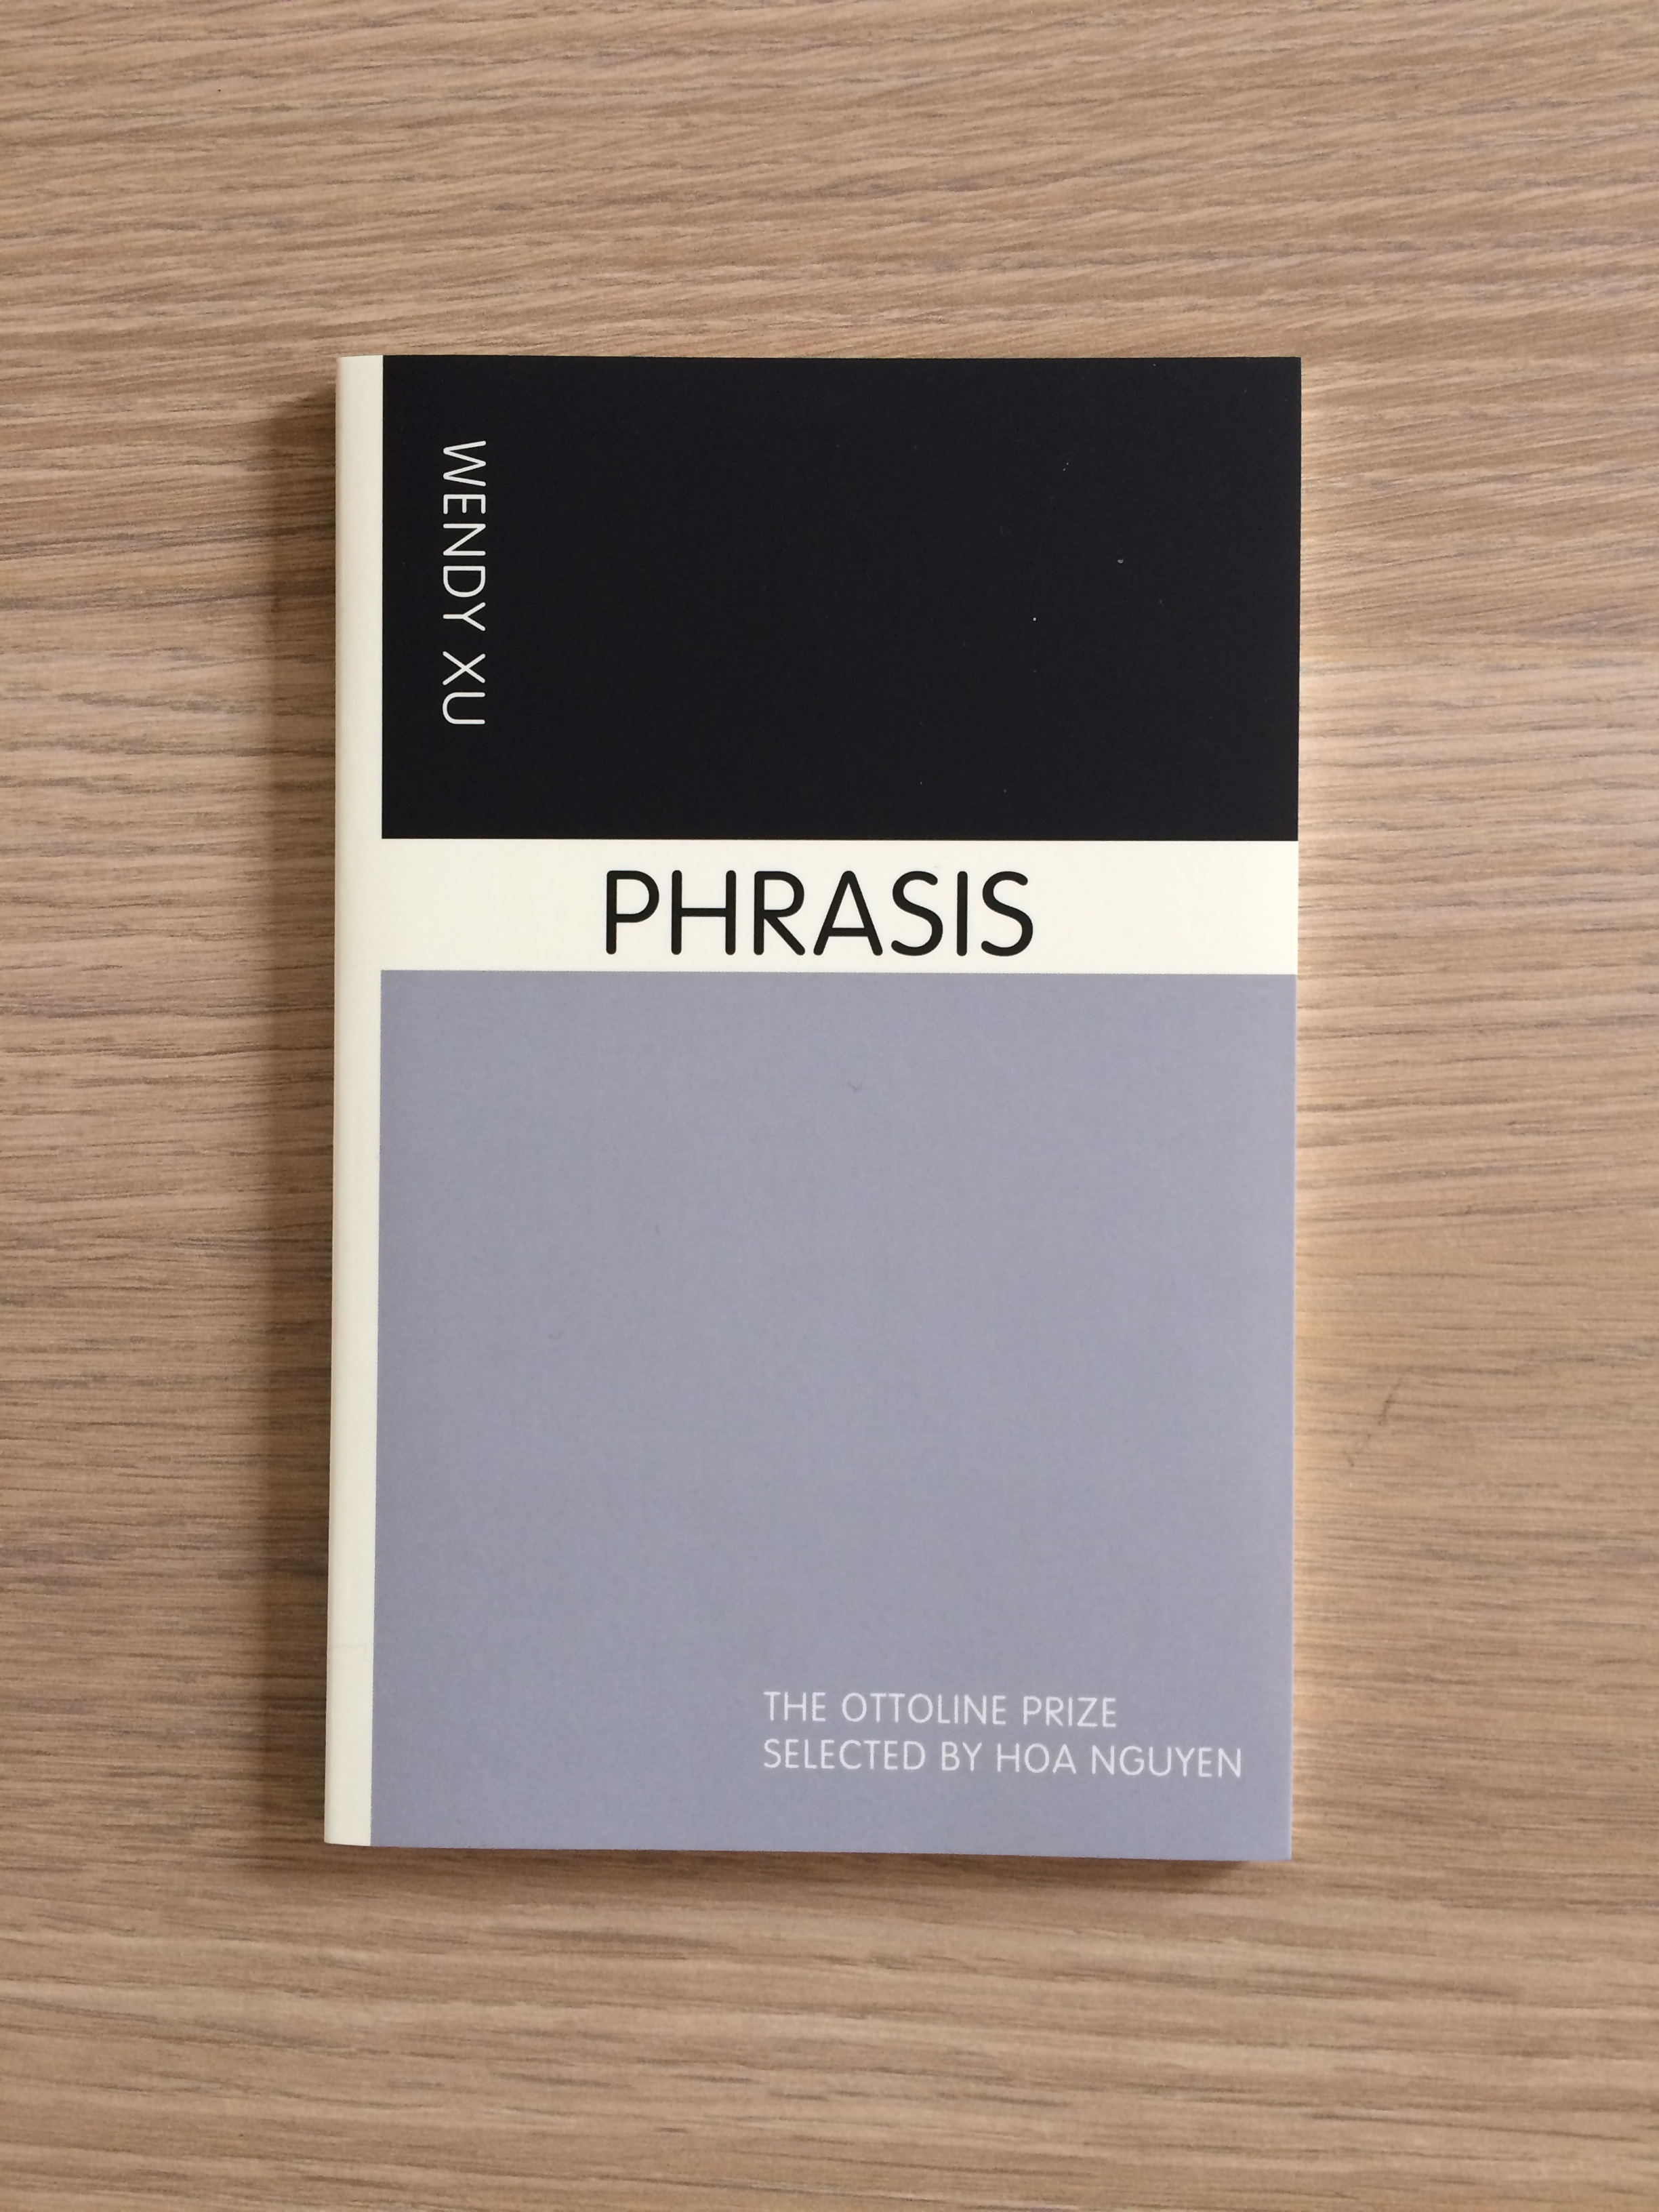 WENDY XU
PHRASIS
THE OTTOLINE PRIZE
SELECTED BY HOA NGUYEN